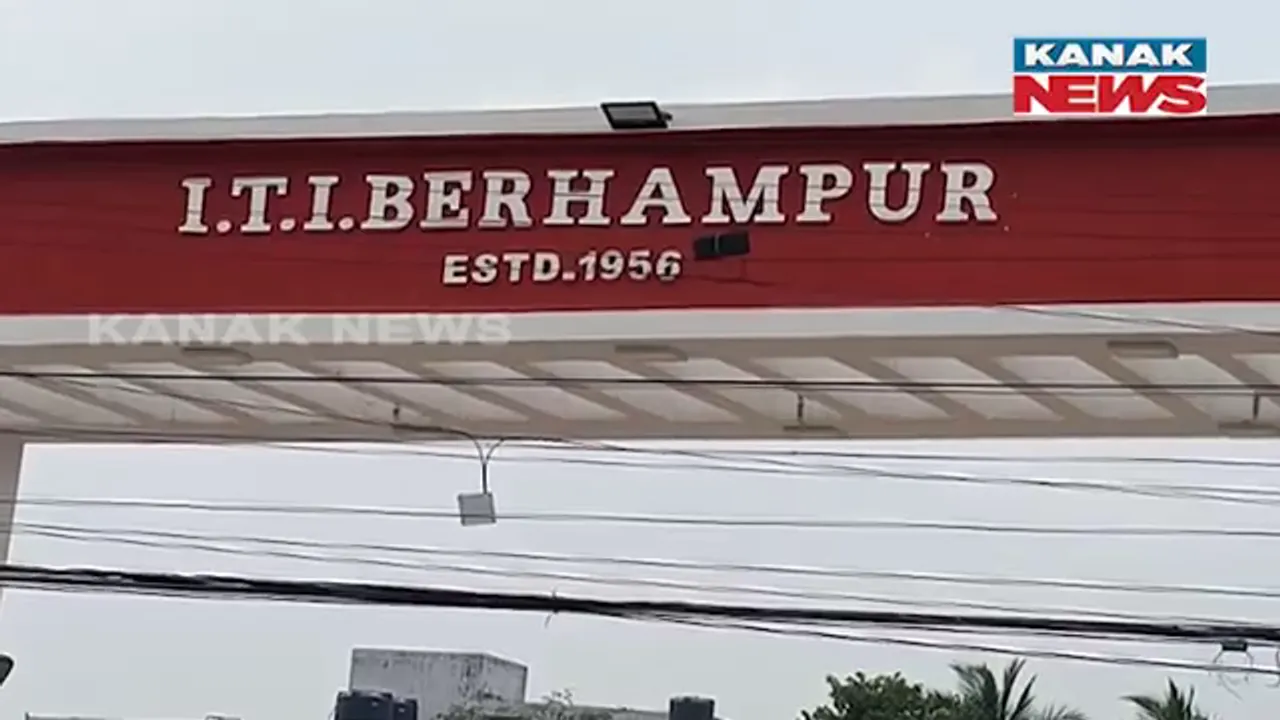 KANAK
NEWS
I.T.I.BERHAMPUR
ESTD.1956
KANAK NEWS